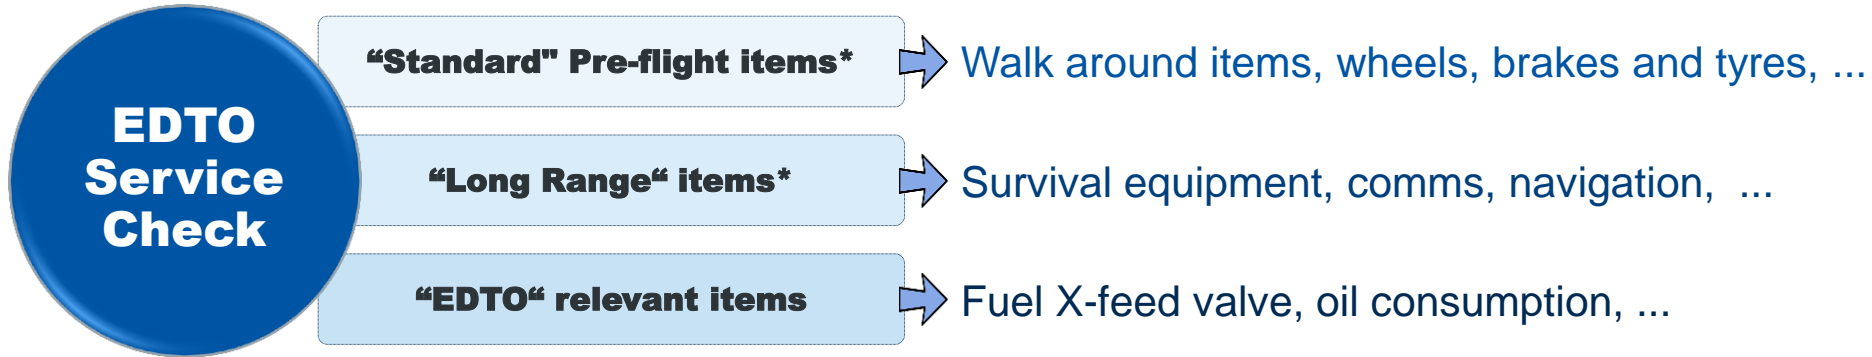 EDTO
Service
Check
“Standard" Pre-flight items*
Walk around items, wheels, brakes and tyres, ...
“Long Range“ items*
Survival equipment, comms, navigation, ...
“EDTO“ relevant items
Fuel X-feed valve, oil consumption, ...